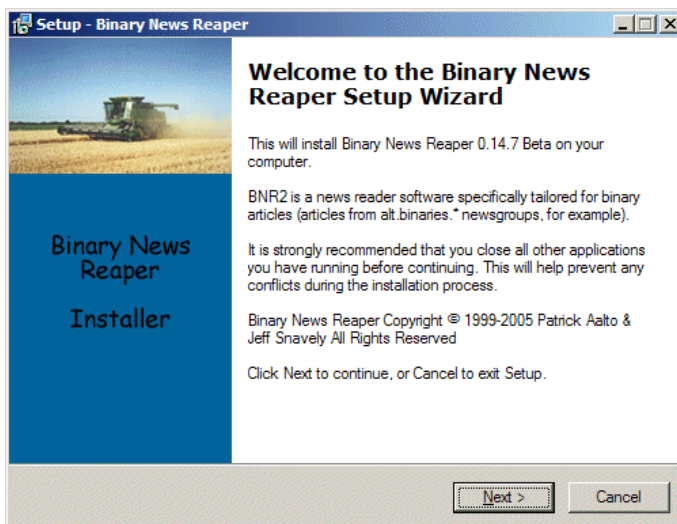 Setup - Binary News Reaper
Welcome to the Binary News
Reaper Setup Wizard
This will install Binary News Reaper 0.14.7 Beta on your
computer.
BNR2 is a news reader software specifically tailored for binary
articles (articles from alt.binaries.* newsgroups, for example).
It is strongly recommended that you close all other applications
you have running before continuing. This will help prevent any
conflicts during the installation process.
Binary News Reaper Copyright © 1999-2005 Patrick Aalto &
Jeff Snavely All Rights Reserved
Click Next to continue, or Cancel to exit Setup.
Binary News
Reaper
Installer
Next >
Cancel